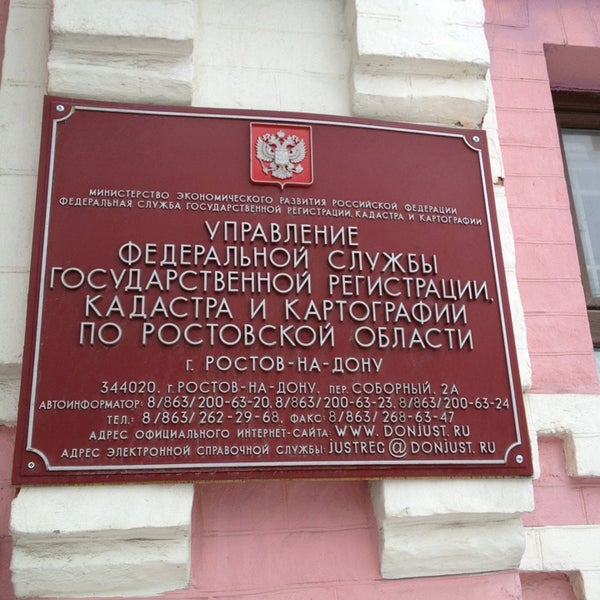 МИНИСТЕРСТВО ЭКОНОМИЧЕСКОГО РАЗВИТИЯ РОССИЙСКОЙ ФЕДЕРАЦИИ
ФЕДЕРАЛЬНАЯ СЛУЖБА ГОСУДАРСТВЕННОЙ РЕГИСТРАЦИИ, КАДАСТРА И КАРТОГРАФИИ
УПРАВЛЕНИЕ
ФЕДЕРАЛЬНОЙ СЛУЖБЫ
ГОСУДАРСТВЕННОЙ РЕГИСТРАЦИИ,
КАДАСТРА И КАРТОГРАФИИ
ПО РОСТОВСКОЙ ОБЛАСТИ
г. РОСТОВ-НА-ДОНУ
344020, г. РОСТОВ-НА-ДОНУ, пер. СОБОРНЫЙ, 2А
АВТОИНФОРМАТОР: 8/863/200-63-20, 8/863/200-63-23, 8/863/200-63-24
ТЕЛ.: 8/863/262-29-68, ФАКС: 8/863/268-63-47
АДРЕС ОФИЦИАЛЬНОГО ИНТЕРНЕТ-САЙТА: WWW.DONJUST.RU
АДРЕС ЭЛЕКТРОННОЙ СПРАВОЧНОЙ СЛУЖБЫ: JUSTREG@DONJUST.RU